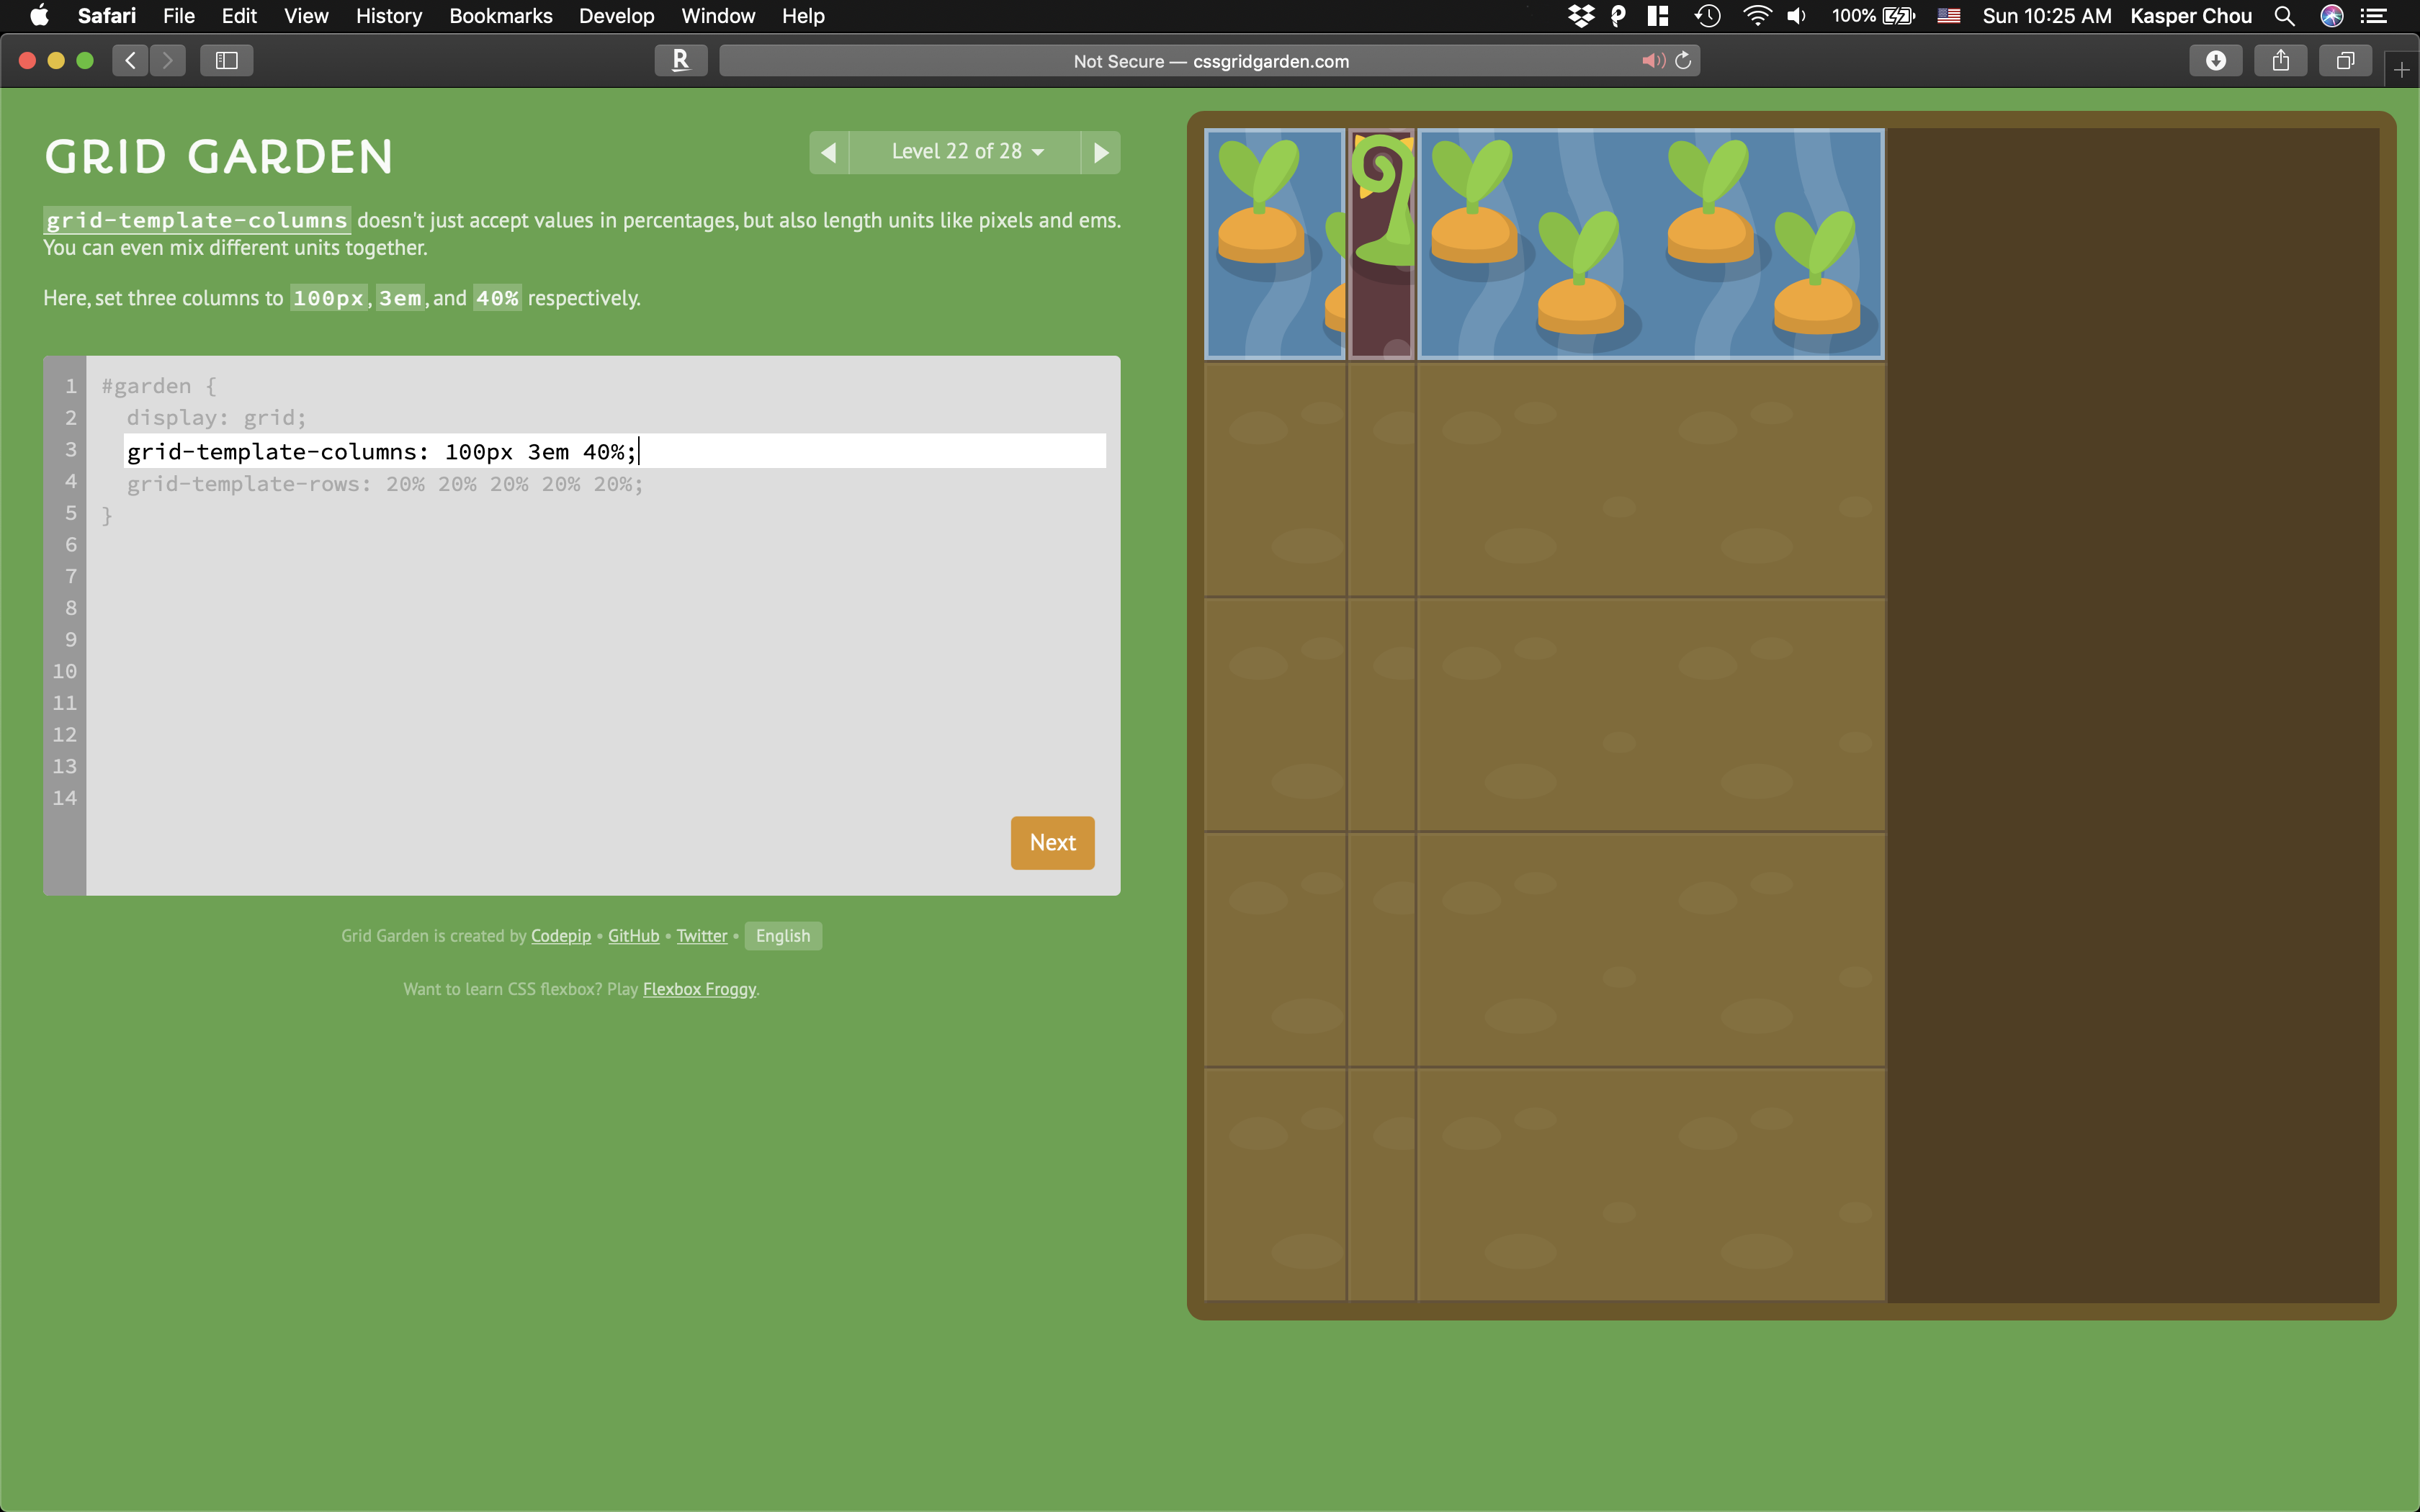 Safari File Edit View History Bookmarks Develop Window Help 100% Sun 10:25 AM Kasper Chou
R Not Secure — cssgridgarden.com
GRID GARDEN
Level 22 of 28
grid-template-columns doesn't just accept values in percentages, but also length units like pixels and ems.
You can even mix different units together.
Here, set three columns to 100px, 3em, and 40% respectively.
1 #garden {
2 display: grid;
3 grid-template-columns: 100px 3em 40%;
4 grid-template-rows: 20% 20% 20% 20% 20%;
5 }
6
7
8
9
10
11
12
13
14
Next
Grid Garden is created by Codepip • GitHub • Twitter • English
Want to learn CSS flexbox? Play Flexbox Froggy.